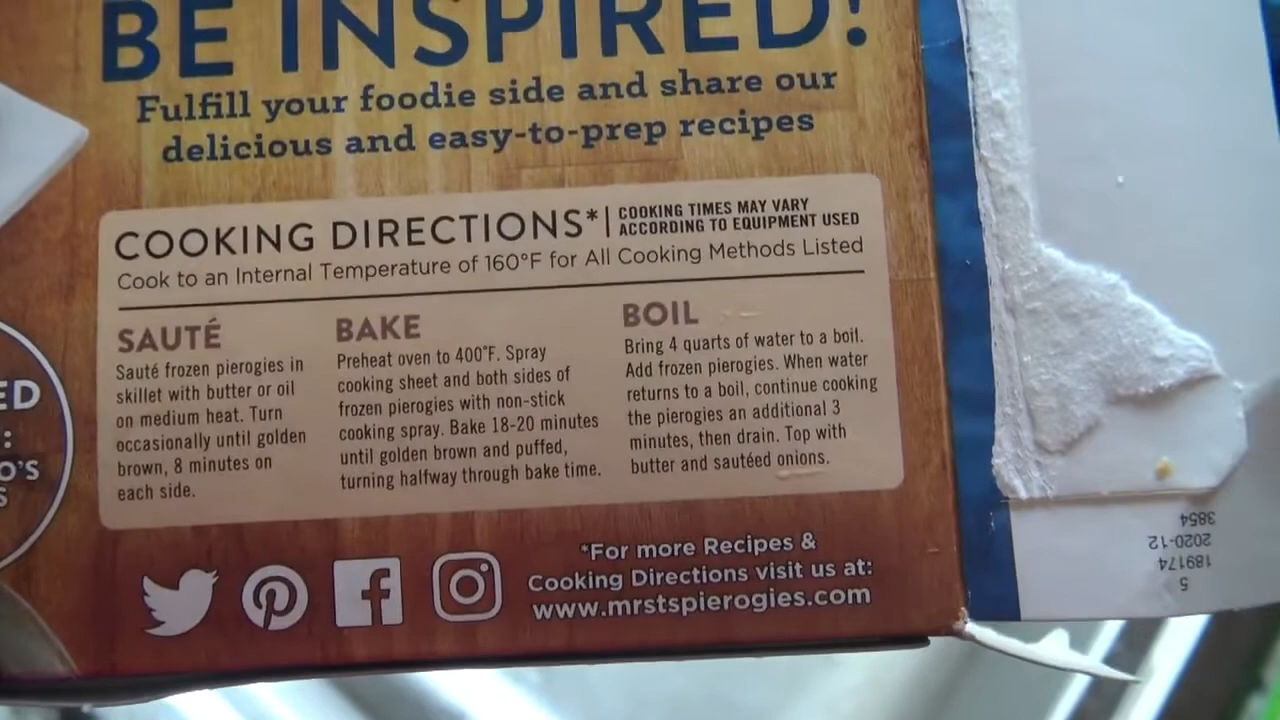 BE INSPIRED!
Fulfill your foodie side and share our
delicious and easy-to-prep recipes
COOKING DIRECTIONS* | COOKING TIMES MAY VARY
ACCORDING TO EQUIPMENT USED
Cook to an Internal Temperature of 160°F for All Cooking Methods Listed
SAUTÉ
Sauté frozen pierogies in
skillet with butter or oil
on medium heat. Turn
occasionally until golden
brown, 8 minutes on
each side.
BAKE
Preheat oven to 400°F. Spray
cooking sheet and both sides of
frozen pierogies with non-stick
cooking spray. Bake 18-20 minutes
until golden brown and puffed,
turning halfway through bake time.
BOIL
Bring 4 quarts of water to a boil.
Add frozen pierogies. When water
returns to a boil, continue cooking
the pierogies an additional 3
minutes, then drain. Top with
butter and sautéed onions.
*For more Recipes &
Cooking Directions visit us at:
www.mrstspierogies.com
ED
:
O'S
S
5
189174
2020-12
3854